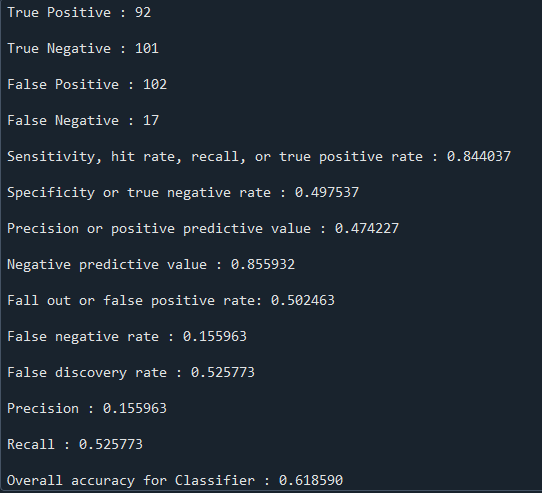 True Positive : 92
True Negative : 101
False Positive : 102
False Negative : 17
Sensitivity, hit rate, recall, or true positive rate : 0.844037
Specificity or true negative rate : 0.497537
Precision or positive predictive value : 0.474227
Negative predictive value : 0.855932
Fall out or false positive rate: 0.502463
False negative rate : 0.155963
False discovery rate : 0.525773
Precision : 0.155963
Recall : 0.525773
Overall accuracy for Classifier : 0.618590